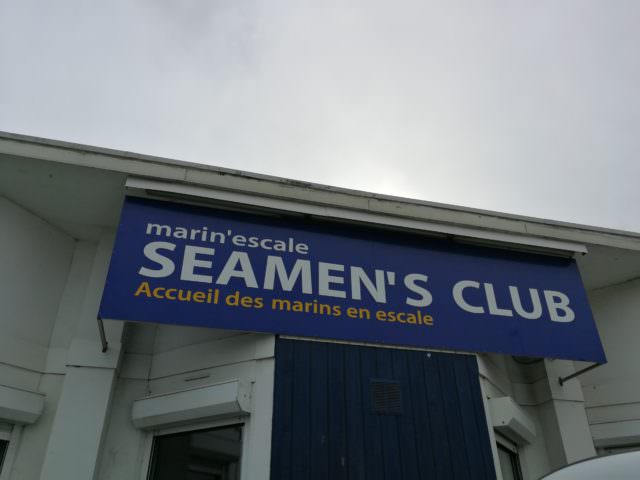 marin'escale
SEAMEN'S CLUB
Accueil des marins en escale